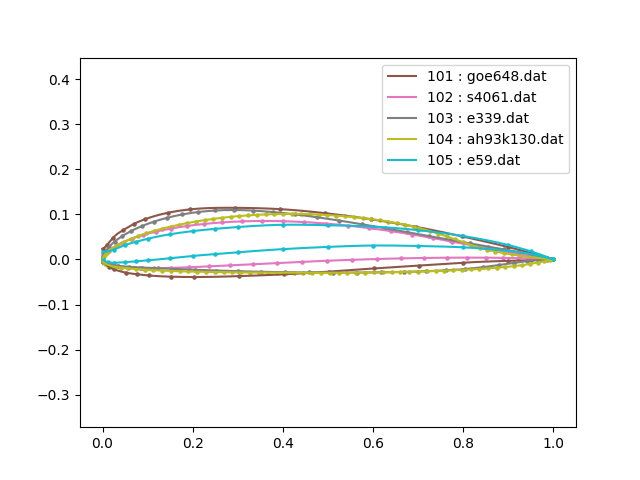 0.4
0.3
0.2
0.1
0.0
−0.1
−0.2
−0.3
0.0 0.2 0.4 0.6 0.8 1.0
101 : goe648.dat
102 : s4061.dat
103 : e339.dat
104 : ah93k130.dat
105 : e59.dat